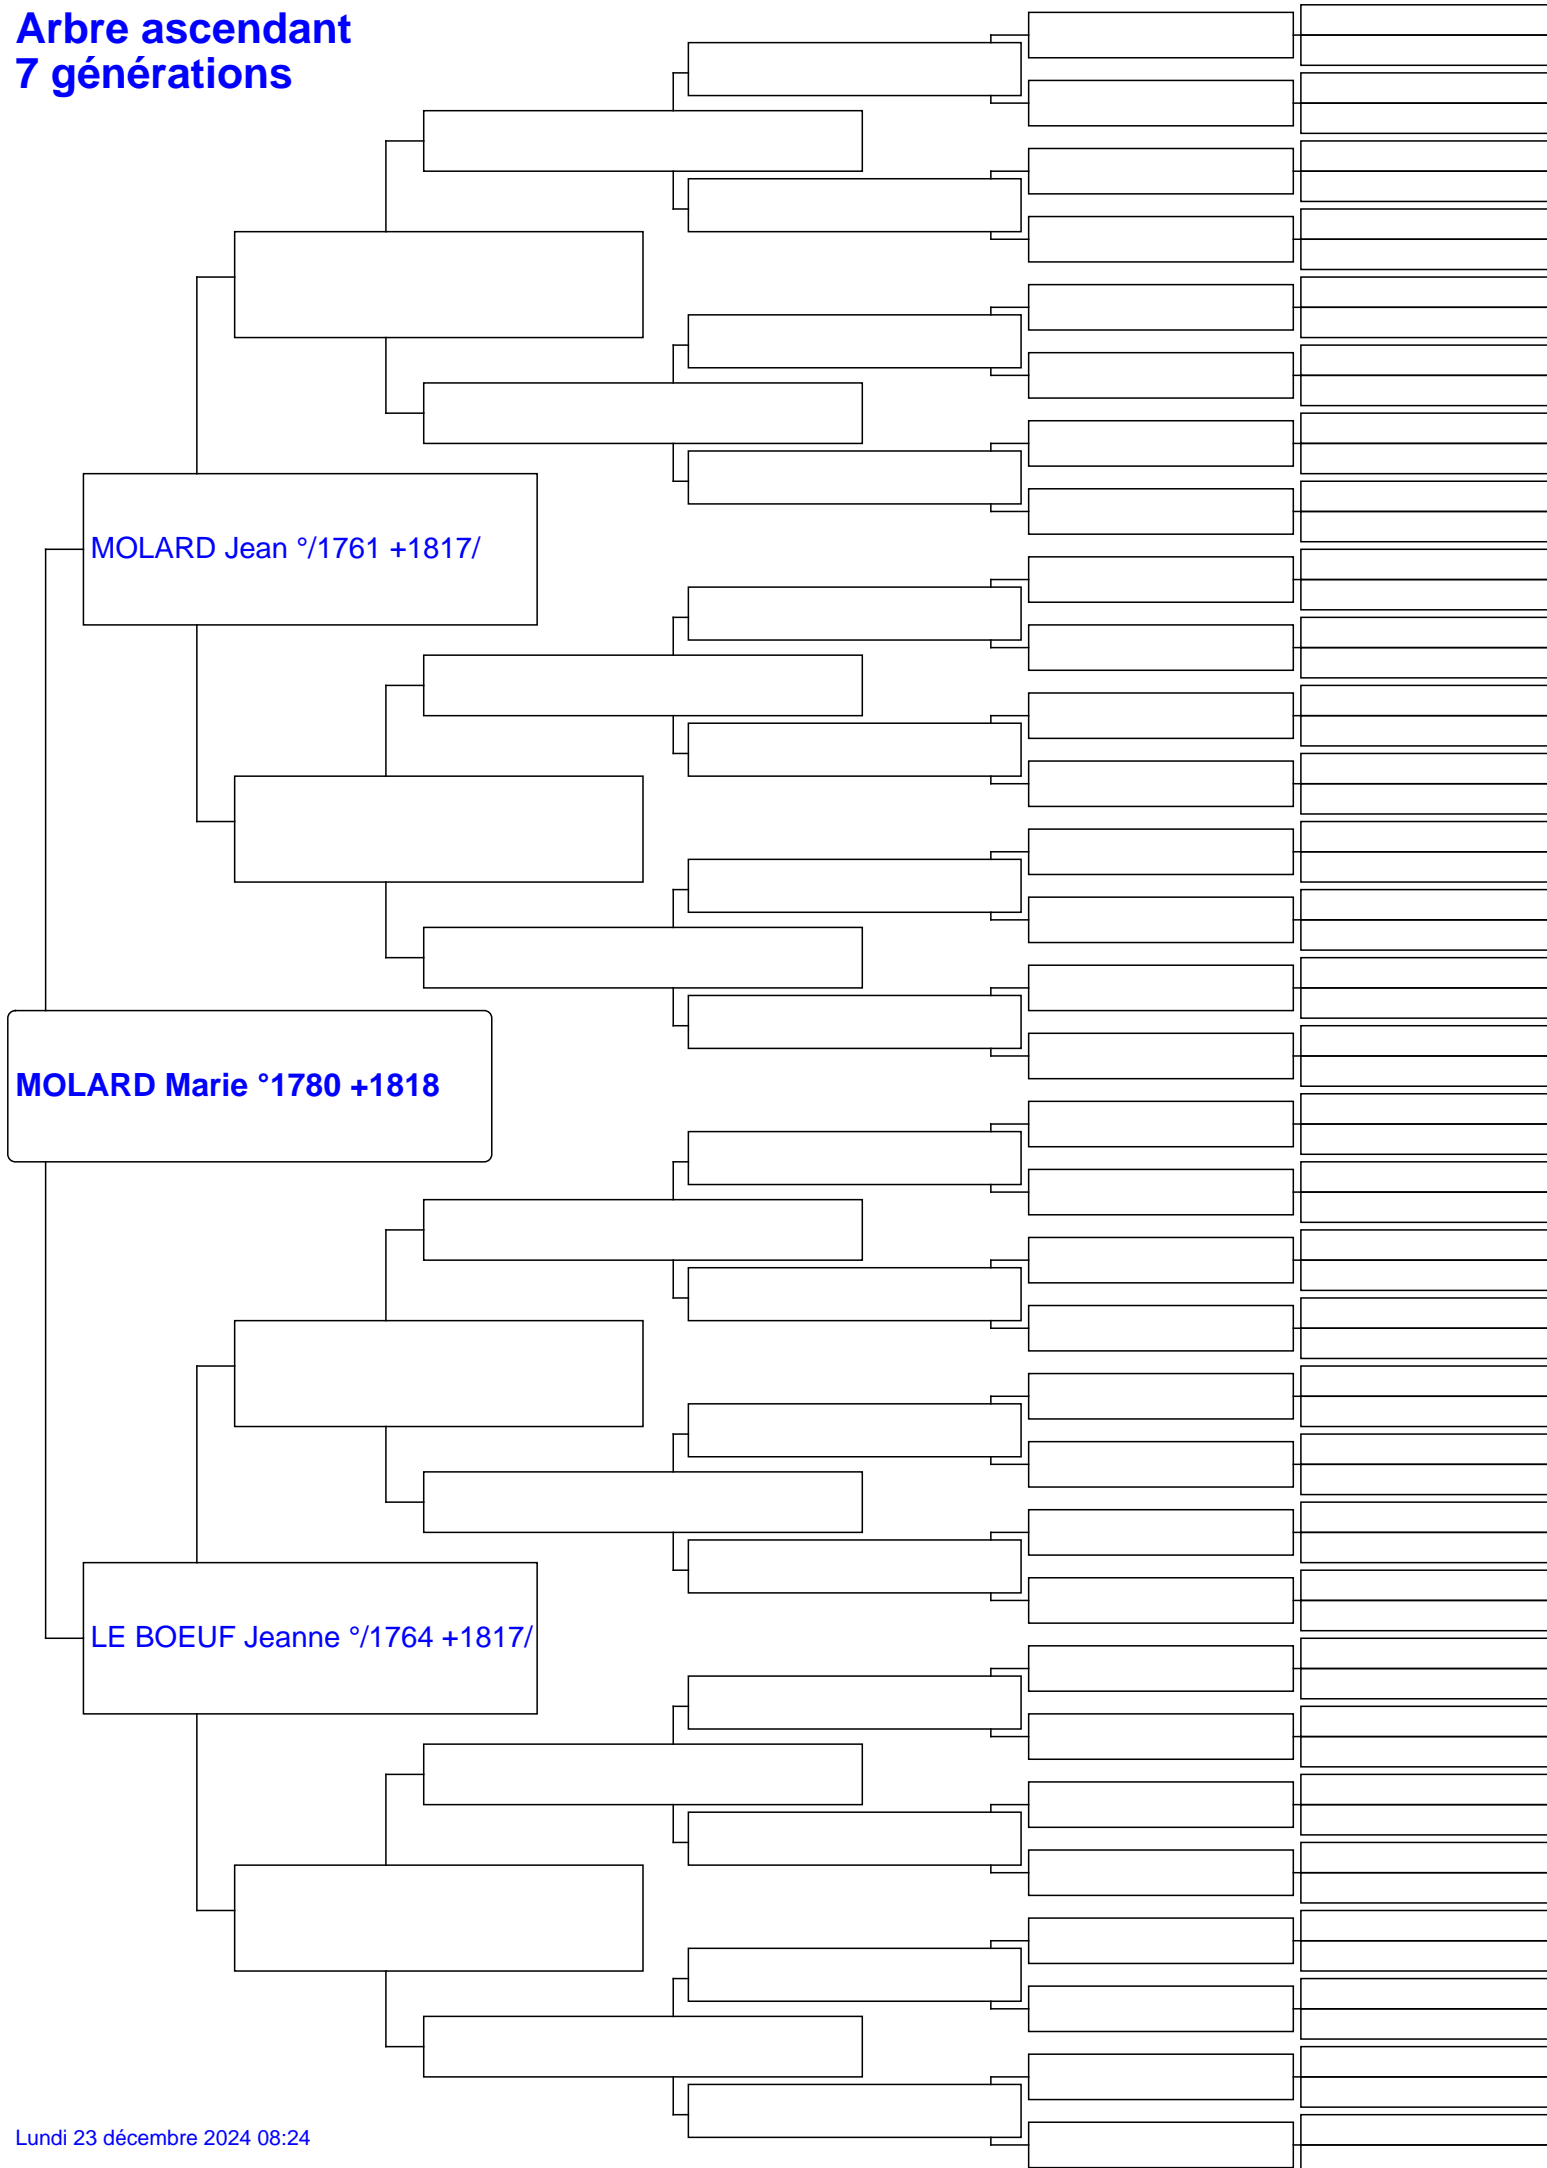 Arbre ascendant
7 générations
MOLARD Jean °/1761 +1817/
MOLARD Marie °1780 +1818
LE BOEUF Jeanne °/1764 +1817/
Lundi 23 décembre 2024 08:24